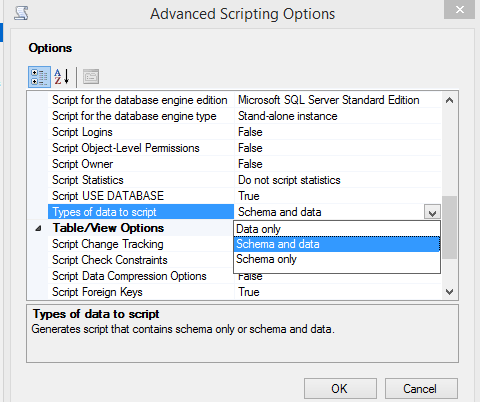 Advanced Scripting Options
Options
Script for the database engine edition Microsoft SQL Server Standard Edition
Script for the database engine type Stand-alone instance
Script Logins False
Script Object-Level Permissions False
Script Owner False
Script Statistics Do not script statistics
Script USE DATABASE True
Types of data to script Schema and data
Data only
Table/View Options
Schema and data
Script Change Tracking
Schema only
Script Check Constraints
Script Data Compression Options False
Script Foreign Keys True
Types of data to script
Generates script that contains schema only or schema and data.
OK Cancel